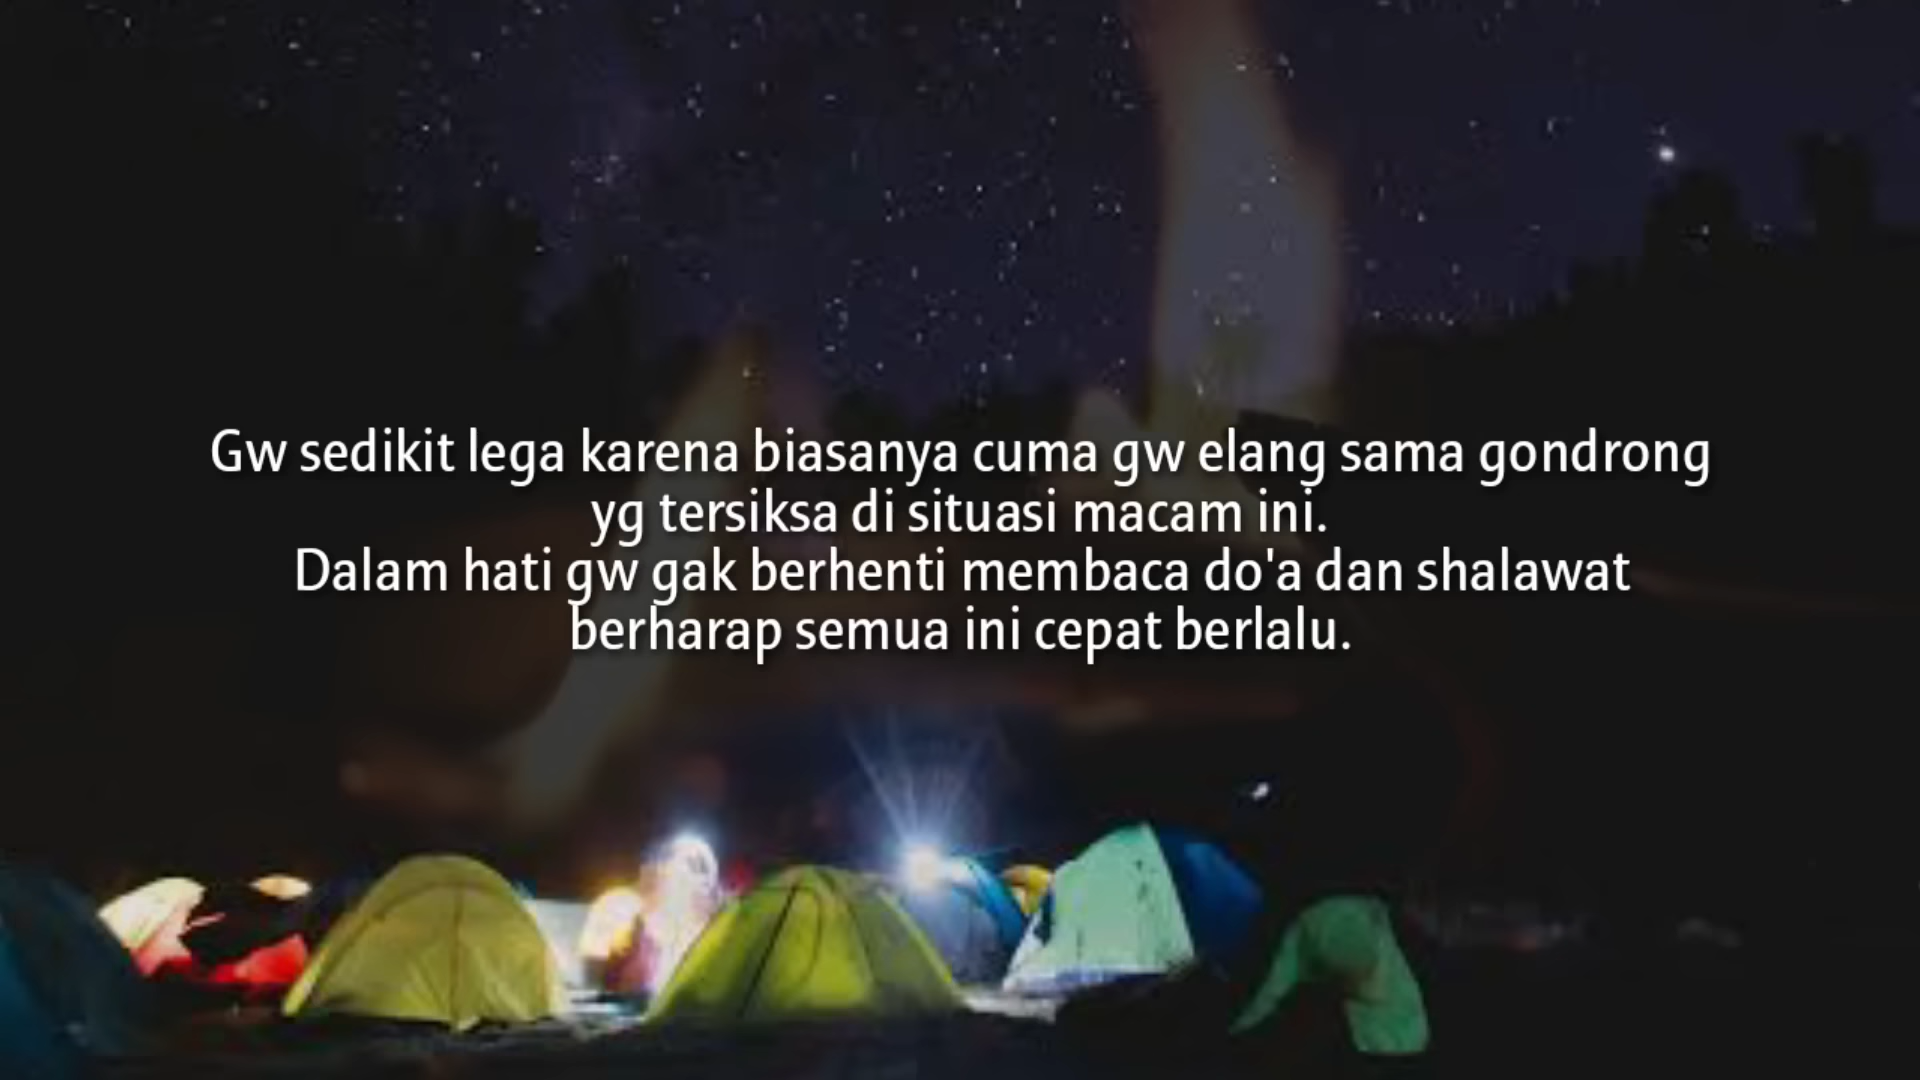 Gw sedikit lega karena biasanya cuma gw elang sama gondrong
yg tersiksa di situasi macam ini.
Dalam hati gw gak berhenti membaca do'a dan shalawat
berharap semua ini cepat berlalu.